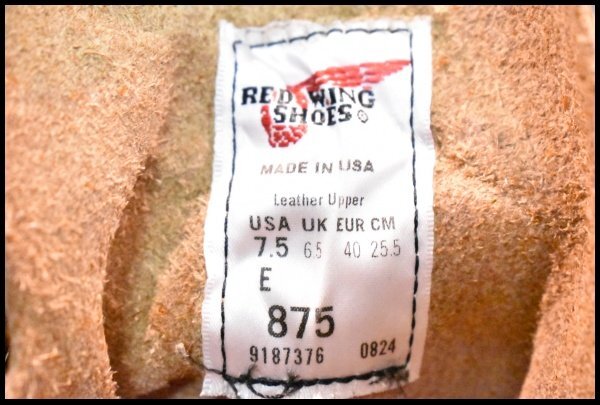 RED WING
SHOES®
MADE IN USA
Leather Upper
USA UK EUR CM
7.5 6.5 40 25.5
E
875
9187376 0824